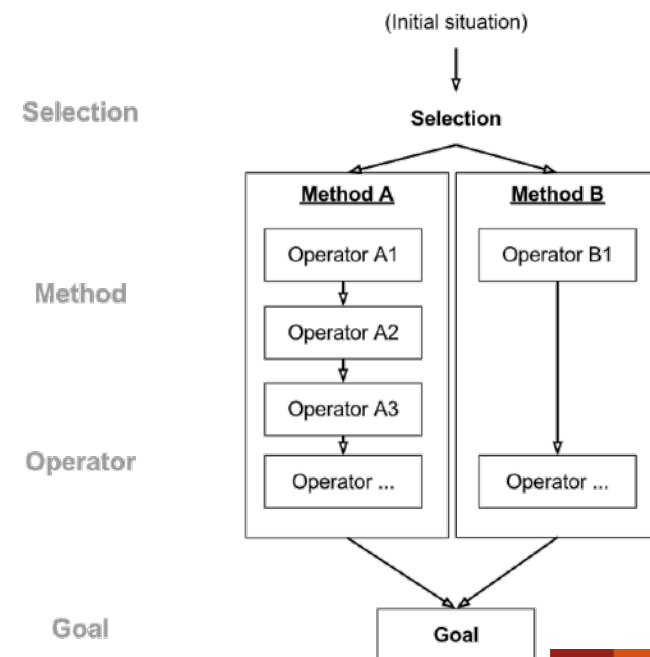 (Initial situation)
Selection
Selection
Method A
Method B
Operator A1
Operator B1
Method
Operator A2
Operator A3
Operator
Operator ...
Operator ...
Goal
Goal